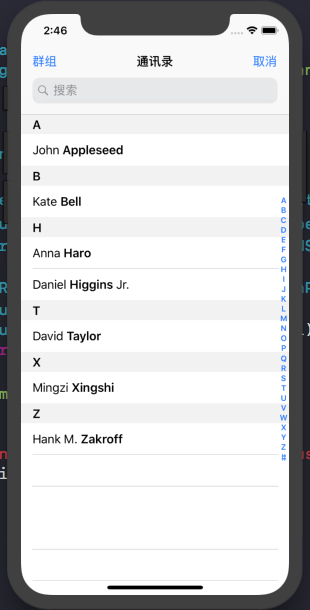 2:46
群组 通讯录 取消
搜索
A
John Appleseed
B
Kate Bell
H
Anna Haro
Daniel Higgins Jr.
T
David Taylor
X
Mingzi Xingshi
Z
Hank M. Zakroff
A
B
C
D
E
F
G
H
I
J
K
L
M
N
O
P
Q
R
S
T
U
V
W
X
Y
Z
#